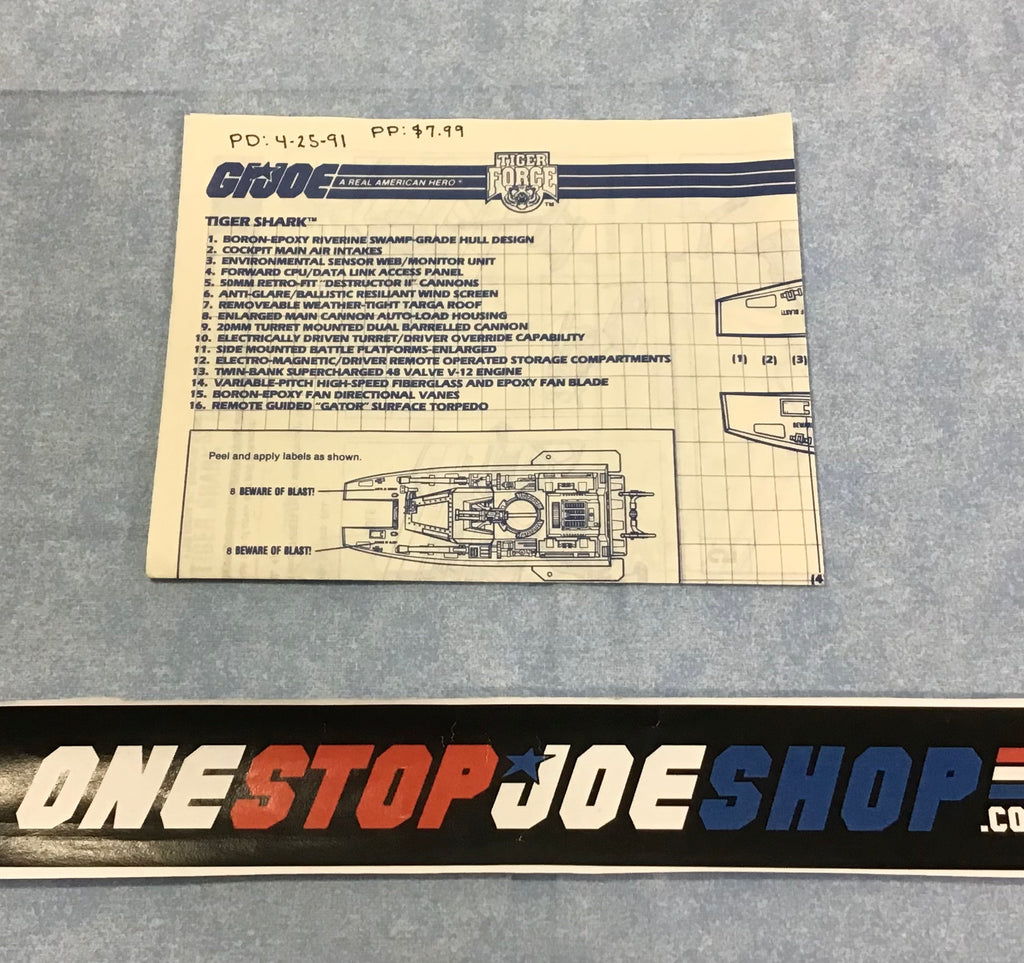 PD: 4-25-91 PP: $7.99
GI JOE A REAL AMERICAN HERO TIGER FORCE™
TIGER SHARK™
1. BORON-EPOXY RIVERINE SWAMP-GRADE HULL DESIGN
2. COCKPIT MAIN AIR INTAKES
3. ENVIRONMENTAL SENSOR WEB/MONITOR UNIT
4. FORWARD CPU/DATA LINK ACCESS PANEL
5. 50MM RETRO-FIT "DESTRUCTOR II" CANNONS
6. ANTI-GLARE/BALLISTIC RESILIANT WIND SCREEN
7. REMOVEABLE WEATHER-TIGHT TARGA ROOF
8. ENLARGED MAIN CANNON AUTO-LOAD HOUSING
9. 20MM TURRET MOUNTED DUAL BARRELLED CANNON
10. ELECTRICALLY DRIVEN TURRET/DRIVER OVERRIDE CAPABILITY
11. SIDE MOUNTED BATTLE PLATFORMS-ENLARGED
12. ELECTRO-MAGNETIC/DRIVER REMOTE OPERATED STORAGE COMPARTMENTS
13. TWIN-BANK SUPERCHARGED 48 VALVE V-12 ENGINE
14. VARIABLE-PITCH HIGH-SPEED FIBERGLASS AND EPOXY FAN BLADE
15. BORON-EPOXY FAN DIRECTIONAL VANES
16. REMOTE GUIDED "GATOR" SURFACE TORPEDO
(1) (2) (3)
Peel and apply labels as shown.
8 BEWARE OF BLAST!
8 BEWARE OF BLAST!
(4
ONESTOPJOESHOP
.CO